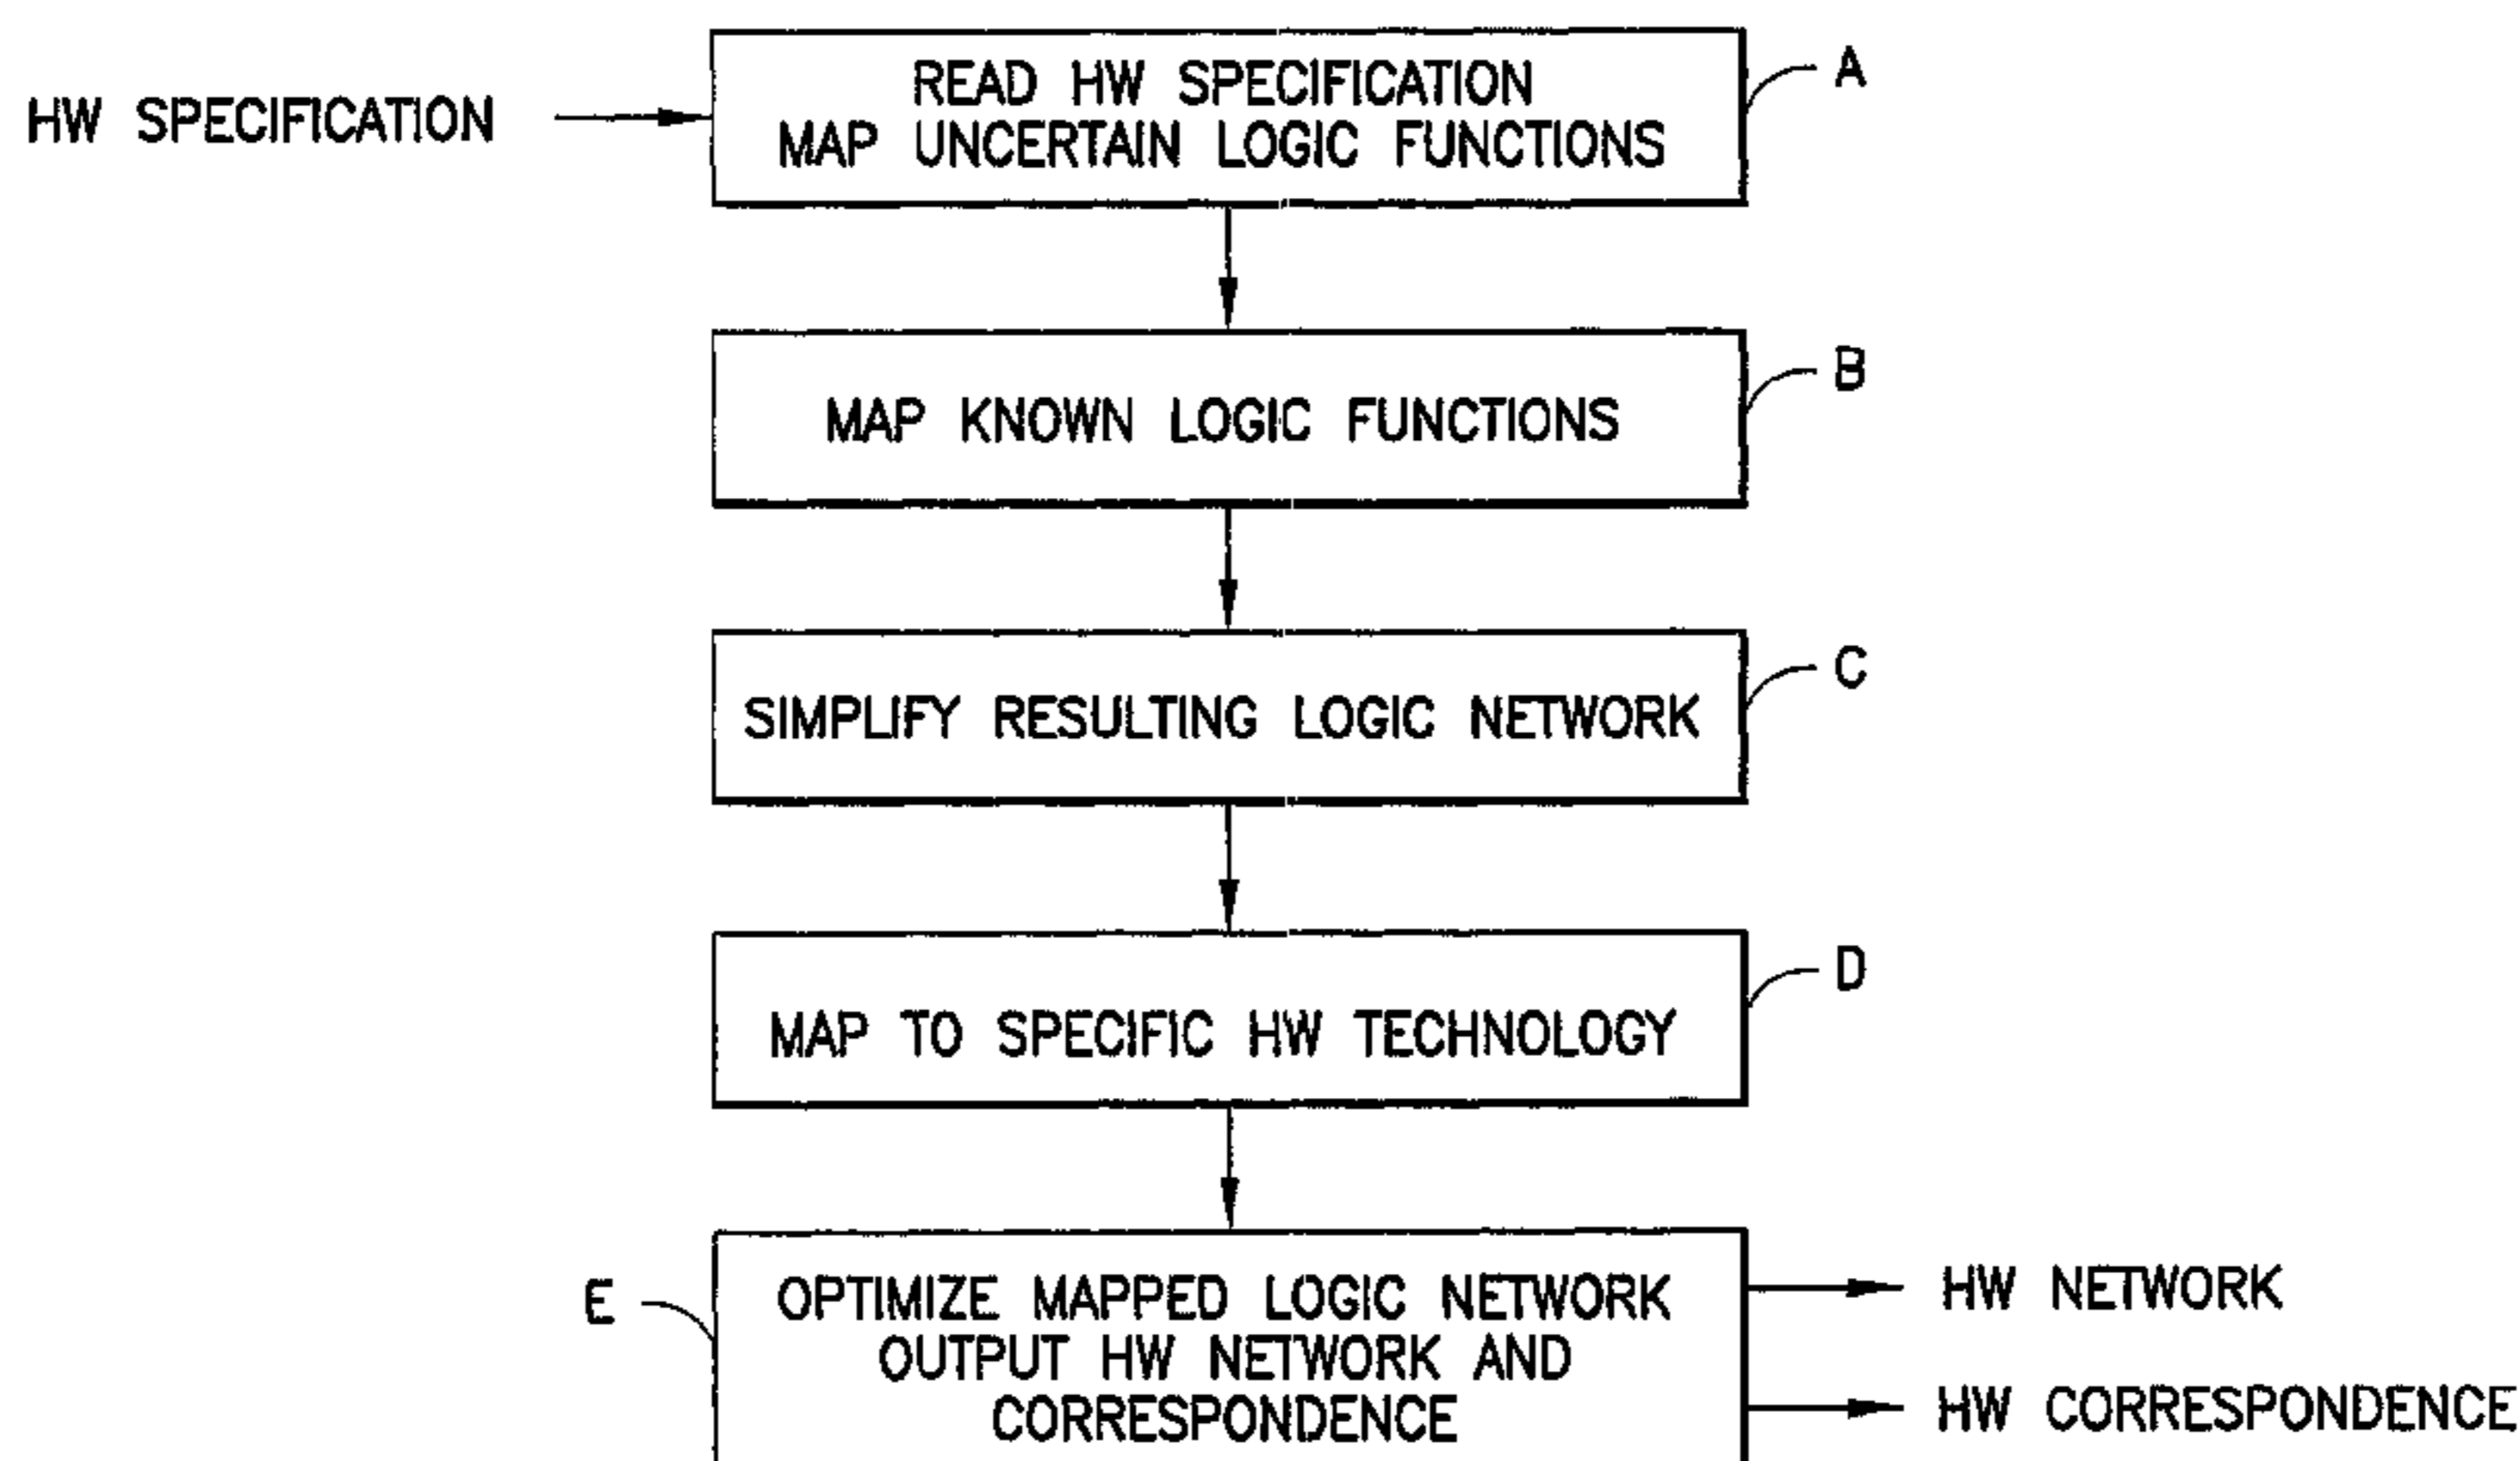 READ HW SPECIFICATION
MAP UNCERTAIN LOGIC FUNCTIONS
A
HW SPECIFICATION
MAP KNOWN LOGIC FUNCTIONS
B
SIMPLIFY RESULTING LOGIC NETWORK
C
MAP TO SPECIFIC HW TECHNOLOGY
D
E
OPTIMIZE MAPPED LOGIC NETWORK
OUTPUT HW NETWORK AND
CORRESPONDENCE
HW NETWORK
HW CORRESPONDENCE